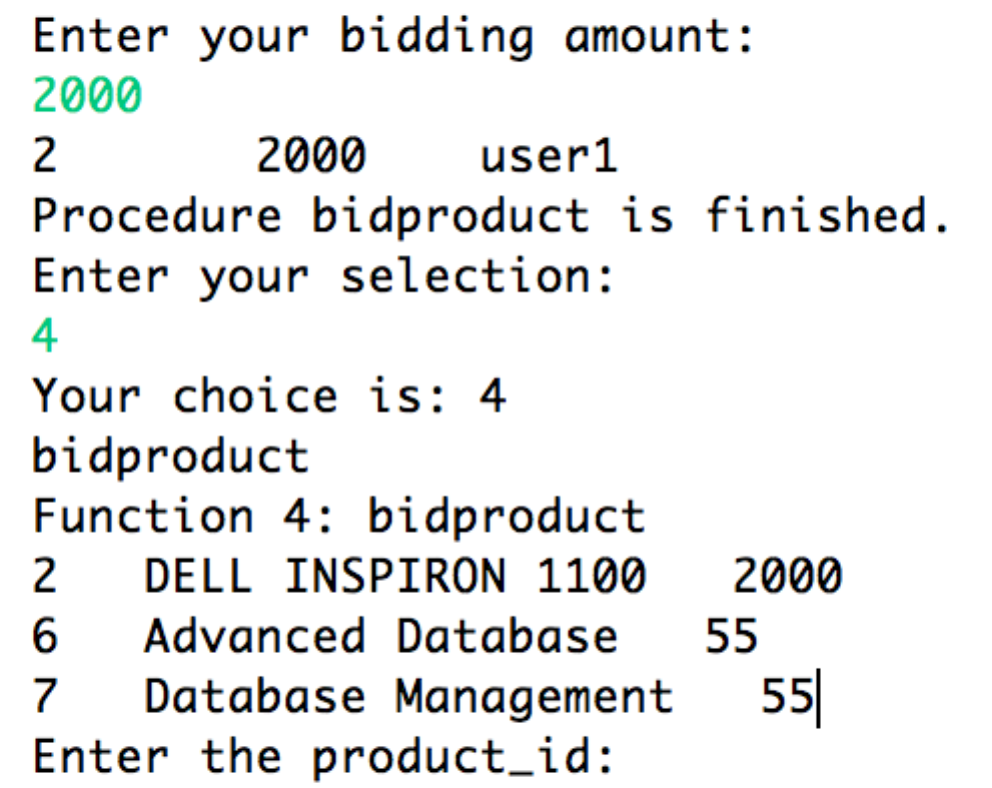 Enter your bidding amount:
2000
2 2000 user1
Procedure bidproduct is finished.
Enter your selection:
4
Your choice is: 4
bidproduct
Function 4: bidproduct
2 DELL INSPIRON 1100 2000
6 Advanced Database 55
7 Database Management 55
Enter the product_id: